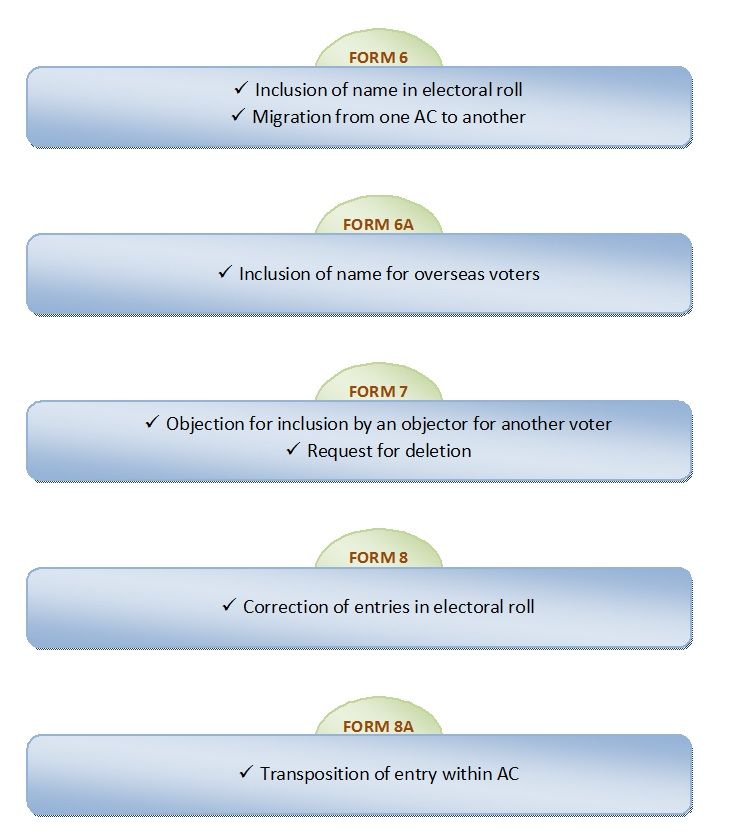 FORM 6
✓ Inclusion of name in electoral roll
✓ Migration from one AC to another
FORM 6A
✓ Inclusion of name for overseas voters
FORM 7
✓ Objection for inclusion by an objector for another voter
✓ Request for deletion
FORM 8
✓ Correction of entries in electoral roll
FORM 8A
✓ Transposition of entry within AC